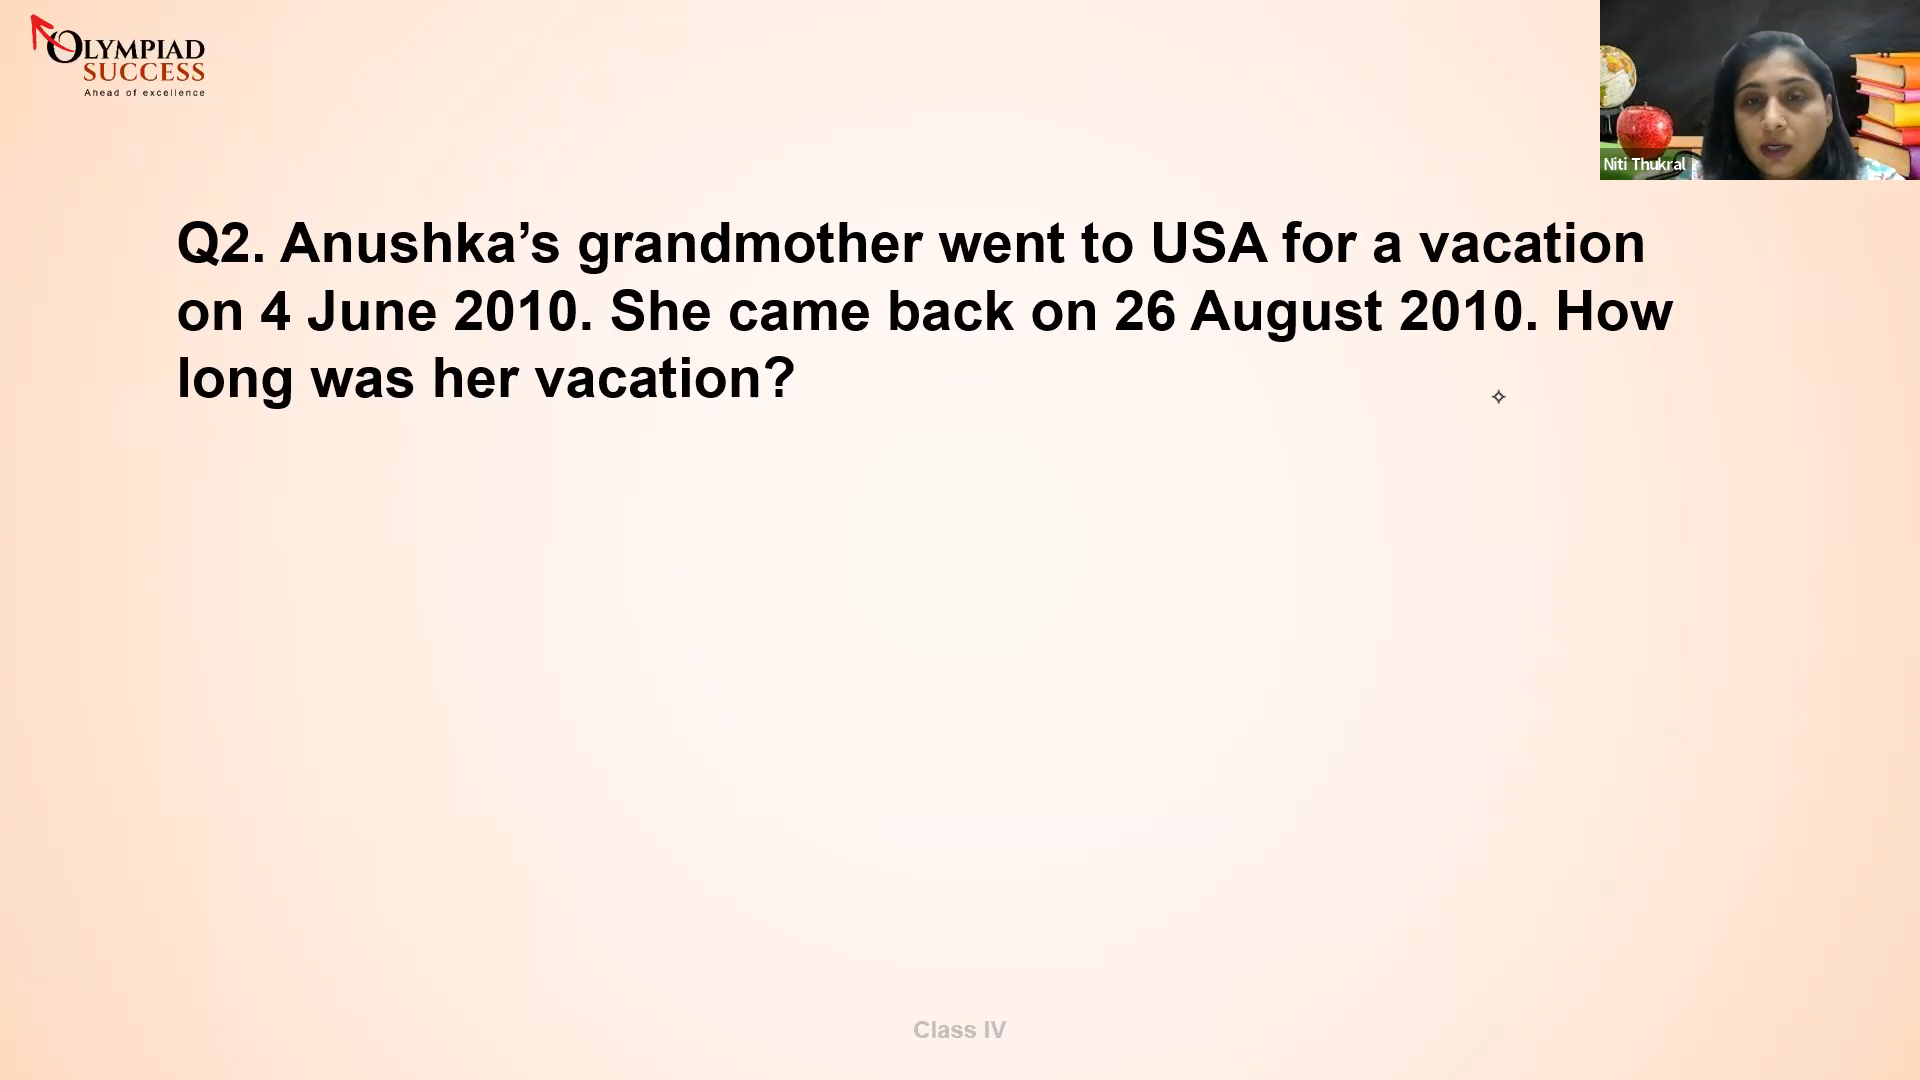 OLYMPIAD
SUCCESS
Ahead of excellence
Niti Thukral
Q2. Anushka’s grandmother went to USA for a vacation
on 4 June 2010. She came back on 26 August 2010. How
long was her vacation?
Class IV